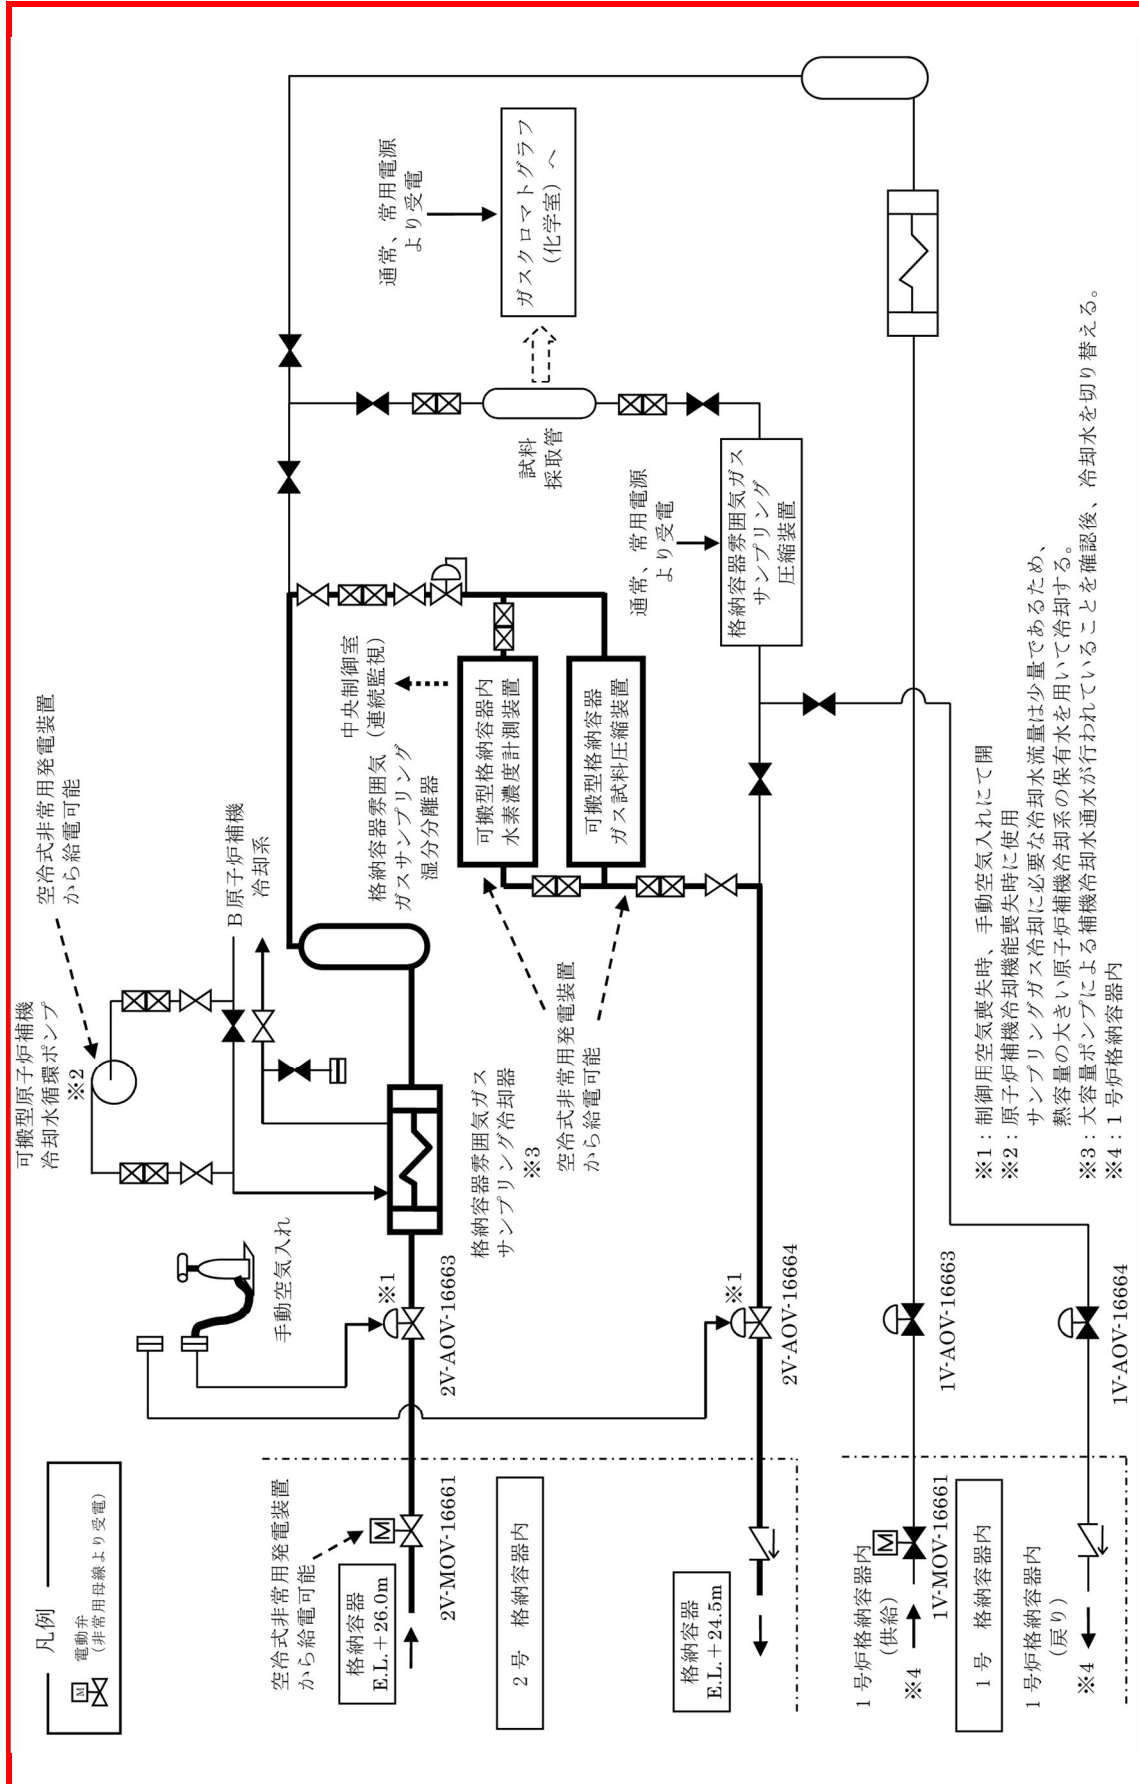 凡例
電動弁
（非常用母線より受電）
M
空冷式非常用発電装置
から給電可能
M
格納容器
E.L.＋26.0m
2V-MOV-16661
2号　格納容器内
格納容器
E.L.＋24.5m
1号炉格納容器内
（供給）
※4
M
1V-MOV-16661
1号　格納容器内
1号炉格納容器内
（戻り）
※4
手動空気入れ
※1
2V-AOV-16663
※1
2V-AOV-16664
1V-AOV-16663
1V-AOV-16664
可搬型原子炉補機
冷却水循環ポンプ
※2
空冷式非常用発電装置
から給電可能
B原子炉補機
冷却系
格納容器雰囲気ガス
サンプリング冷却器
※3
格納容器雰囲気
ガスサンプリング
湿分分離器
空冷式非常用発電装置
から給電可能
中央制御室
（連続監視）
可搬型格納容器内
水素濃度計測装置
可搬型格納容器
ガス試料圧縮装置
通常、常用電源
より受電
格納容器雰囲気ガス
サンプリング
圧縮装置
試料
採取管
通常、常用電源
より受電
ガスクロマトグラフ
（化学室）へ
※1：制御用空気喪失時、手動空気入れにて開
※2：原子炉補機冷却機能喪失時に使用
サンプリングガス冷却に必要な冷却水流量は少量であるため、
熱容量の大きい原子炉補機冷却系の保有水を用いて冷却する。
※3：大容量ポンプによる補機冷却水通水が行われていることを確認後、冷却水を切り替える。
※4：1号炉格納容器内